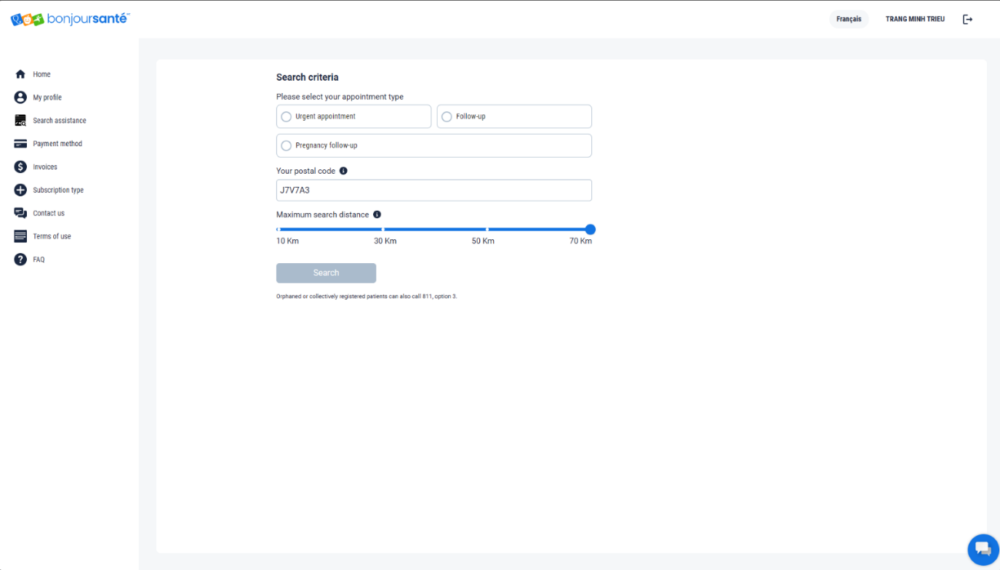 bonjoursanté
Français
TRANG MINH TRIEU
Home
My profile
Search assistance
Payment method
Invoices
Subscription type
Contact us
Terms of use
FAQ
Search criteria
Please select your appointment type
Urgent appointment
Follow-up
Pregnancy follow-up
Your postal code
J7V7A3
Maximum search distance
10 Km 30 Km 50 Km 70 Km
Search
Orphaned or collectively registered patients can also call 811, option 3.